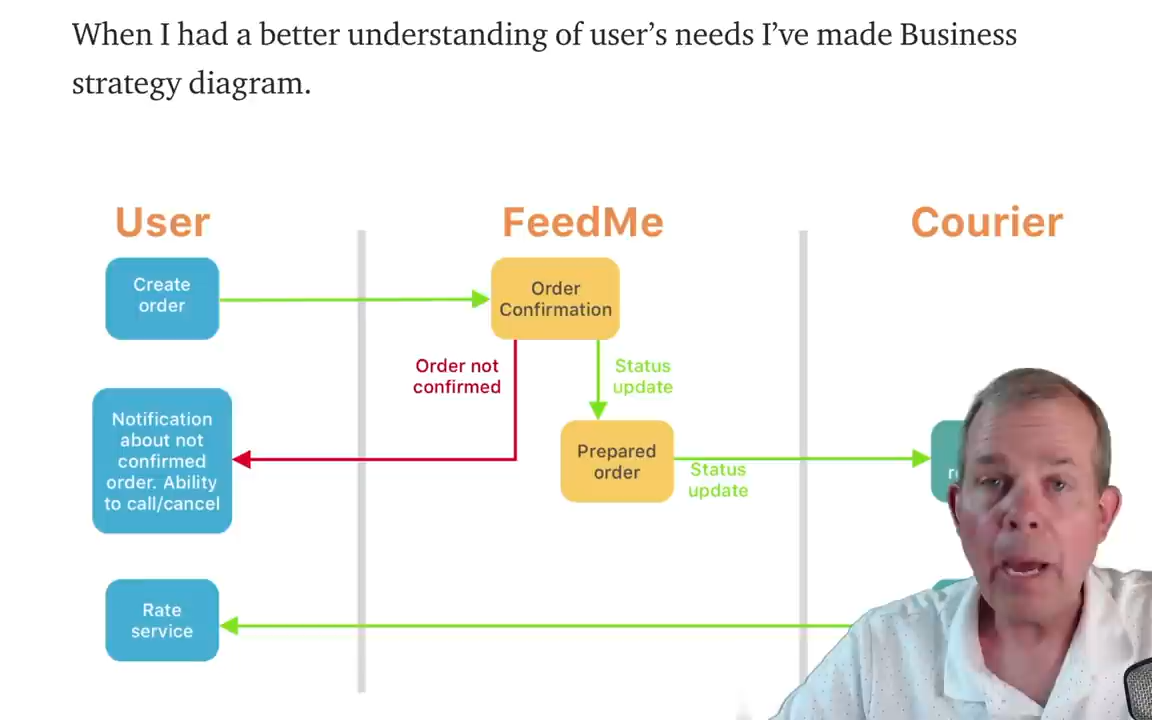 When I had a better understanding of user’s needs I’ve made Business
strategy diagram.
User
FeedMe
Courier
Create
order
Order
Confirmation
Order not
confirmed
Status
update
Notification
about not
confirmed
order. Ability
to call/cancel
Prepared
order
Status
update
Rate
service